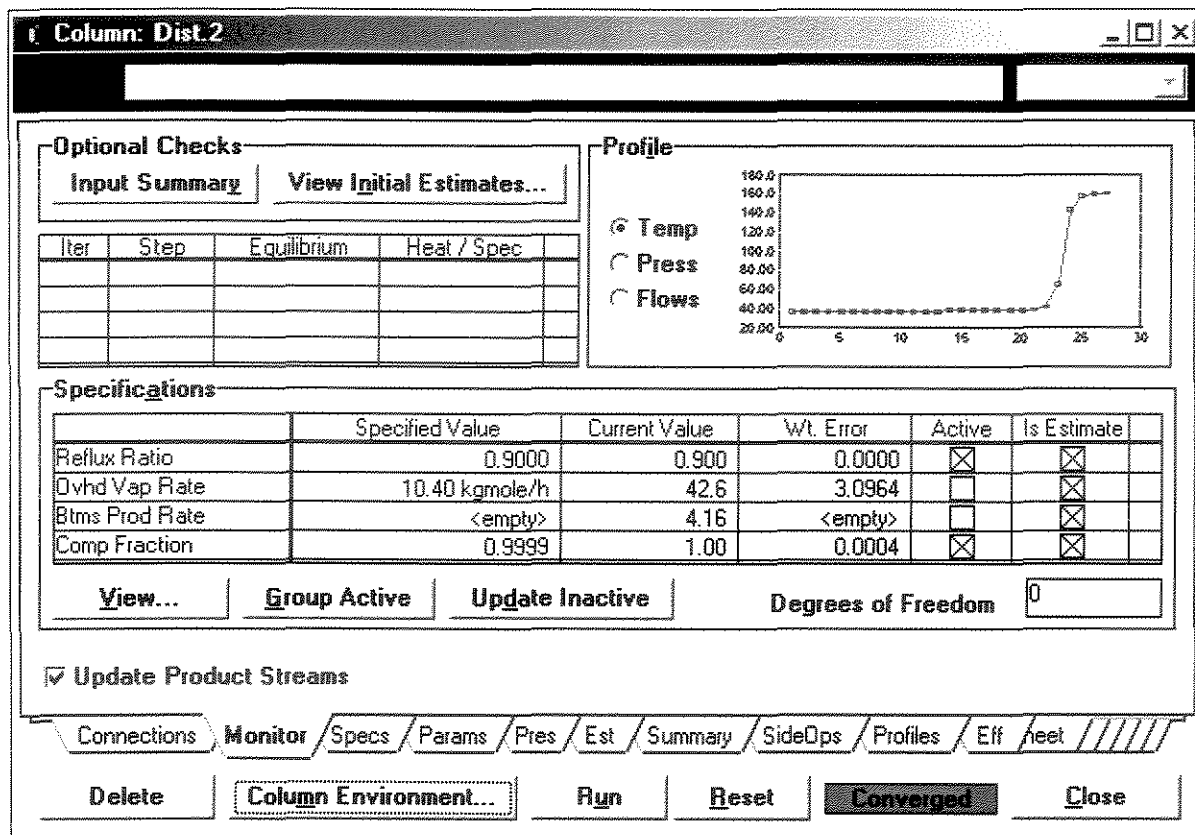 Column: Dist.2
Optional Checks
Input Summary View Initial Estimates...
Iter Step Equilibrium Heat / Spec
Profile
Temp
Press
Flows
180.0
160.0
140.0
120.0
100.0
80.00
60.00
40.00
20.00
0 5 10 15 20 25 30
Specifications
Specified Value Current Value Wt. Error Active Is Estimate
Reflux Ratio 0.9000 0.900 0.0000
Ovhd Vap Rate 10.40 kgmole/h 42.6 3.0964
Btms Prod Rate <empty> 4.16 <empty>
Comp Fraction 0.9999 1.00 0.0004
View... Group Active Update Inactive Degrees of Freedom 0
Update Product Streams
Connections Monitor Specs Params Pres Est Summary SideOps Profiles Eff heet
Delete Column Environment... Run Reset Converged Close